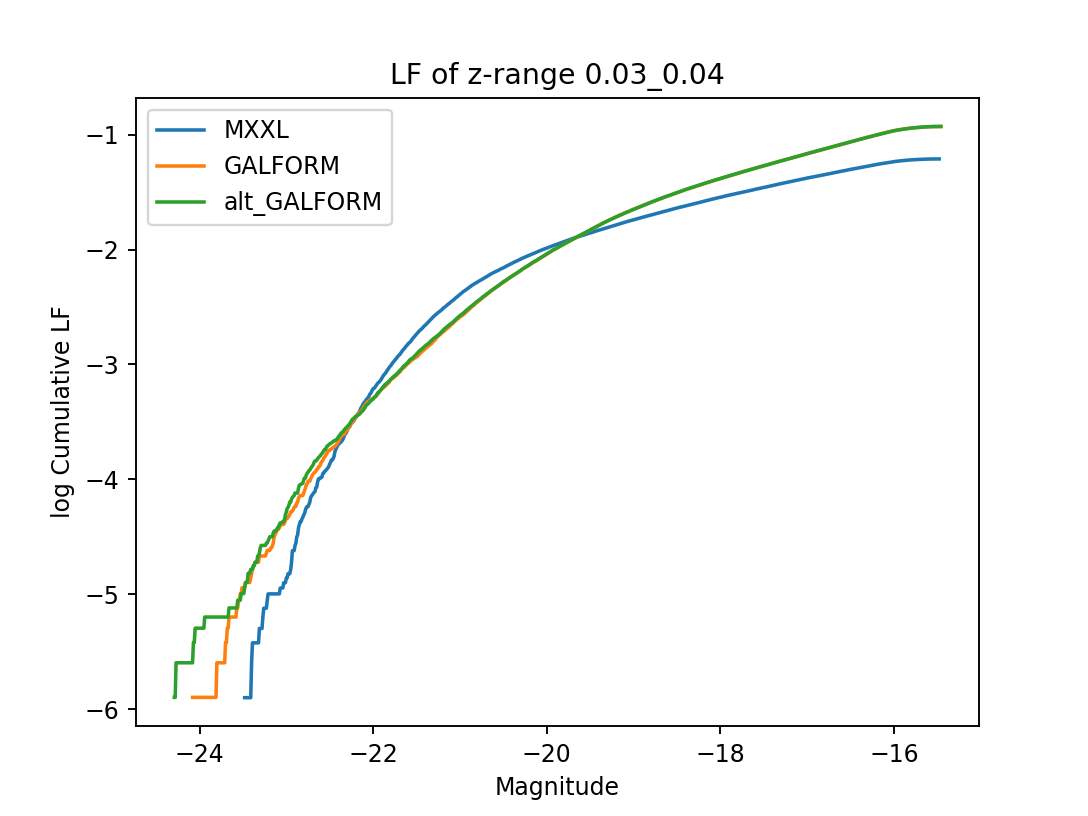 LF of z-range 0.03_0.04
MXXL
GALFORM
alt_GALFORM
−1
−2
−3
−4
−5
−6
log Cumulative LF
−24
−22
−20
−18
−16
Magnitude